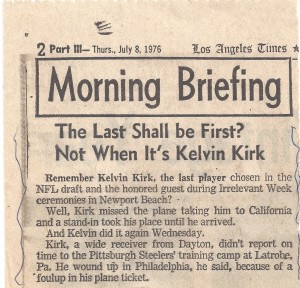 2 Part III— Thurs., July 8, 1976 Los Angeles Times ★
Morning Briefing
The Last Shall be First?
Not When It's Kelvin Kirk
Remember Kelvin Kirk, the last player chosen in the
NFL draft and the honored guest during Irrelevant Week
ceremonies in Newport Beach?
Well, Kirk missed the plane taking him to California
and a stand-in took his place until he arrived.
And Kelvin did it again Wednesday.
Kirk, a wide receiver from Dayton, didn't report on
time to the Pittsburgh Steelers' training camp at Latrobe,
Pa. He wound up in Philadelphia, he said, because of a
foulup in his plane ticket.